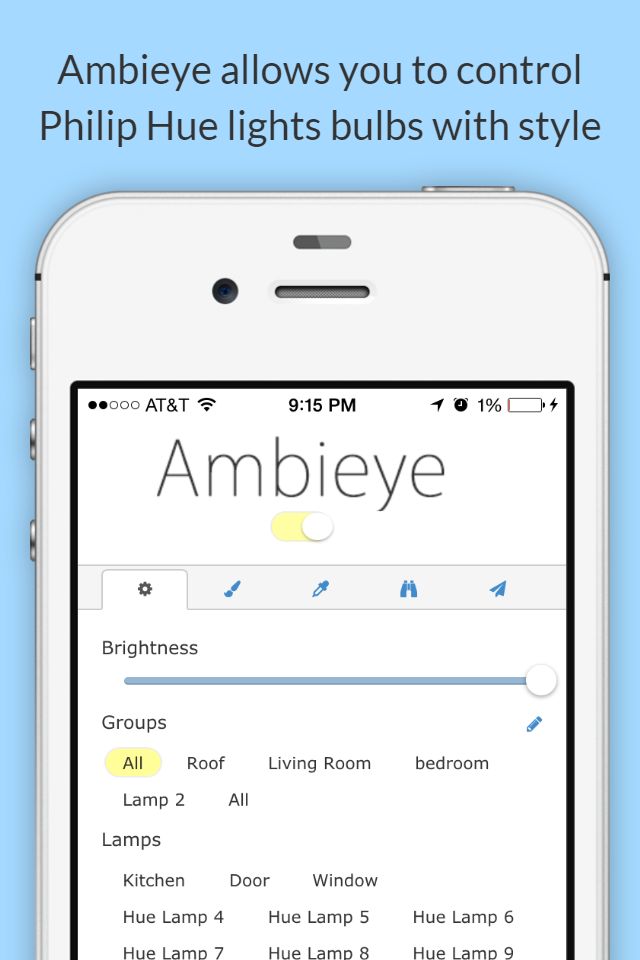 Ambieye allows you to control
Philip Hue lights bulbs with style
AT&T 9:15 PM 1%
Ambieye
Brightness
Groups
All Roof Living Room bedroom
Lamp 2 All
Lamps
Kitchen Door Window
Hue Lamp 4 Hue Lamp 5 Hue Lamp 6
Hue Lamp 7 Hue Lamp 8 Hue Lamp 9